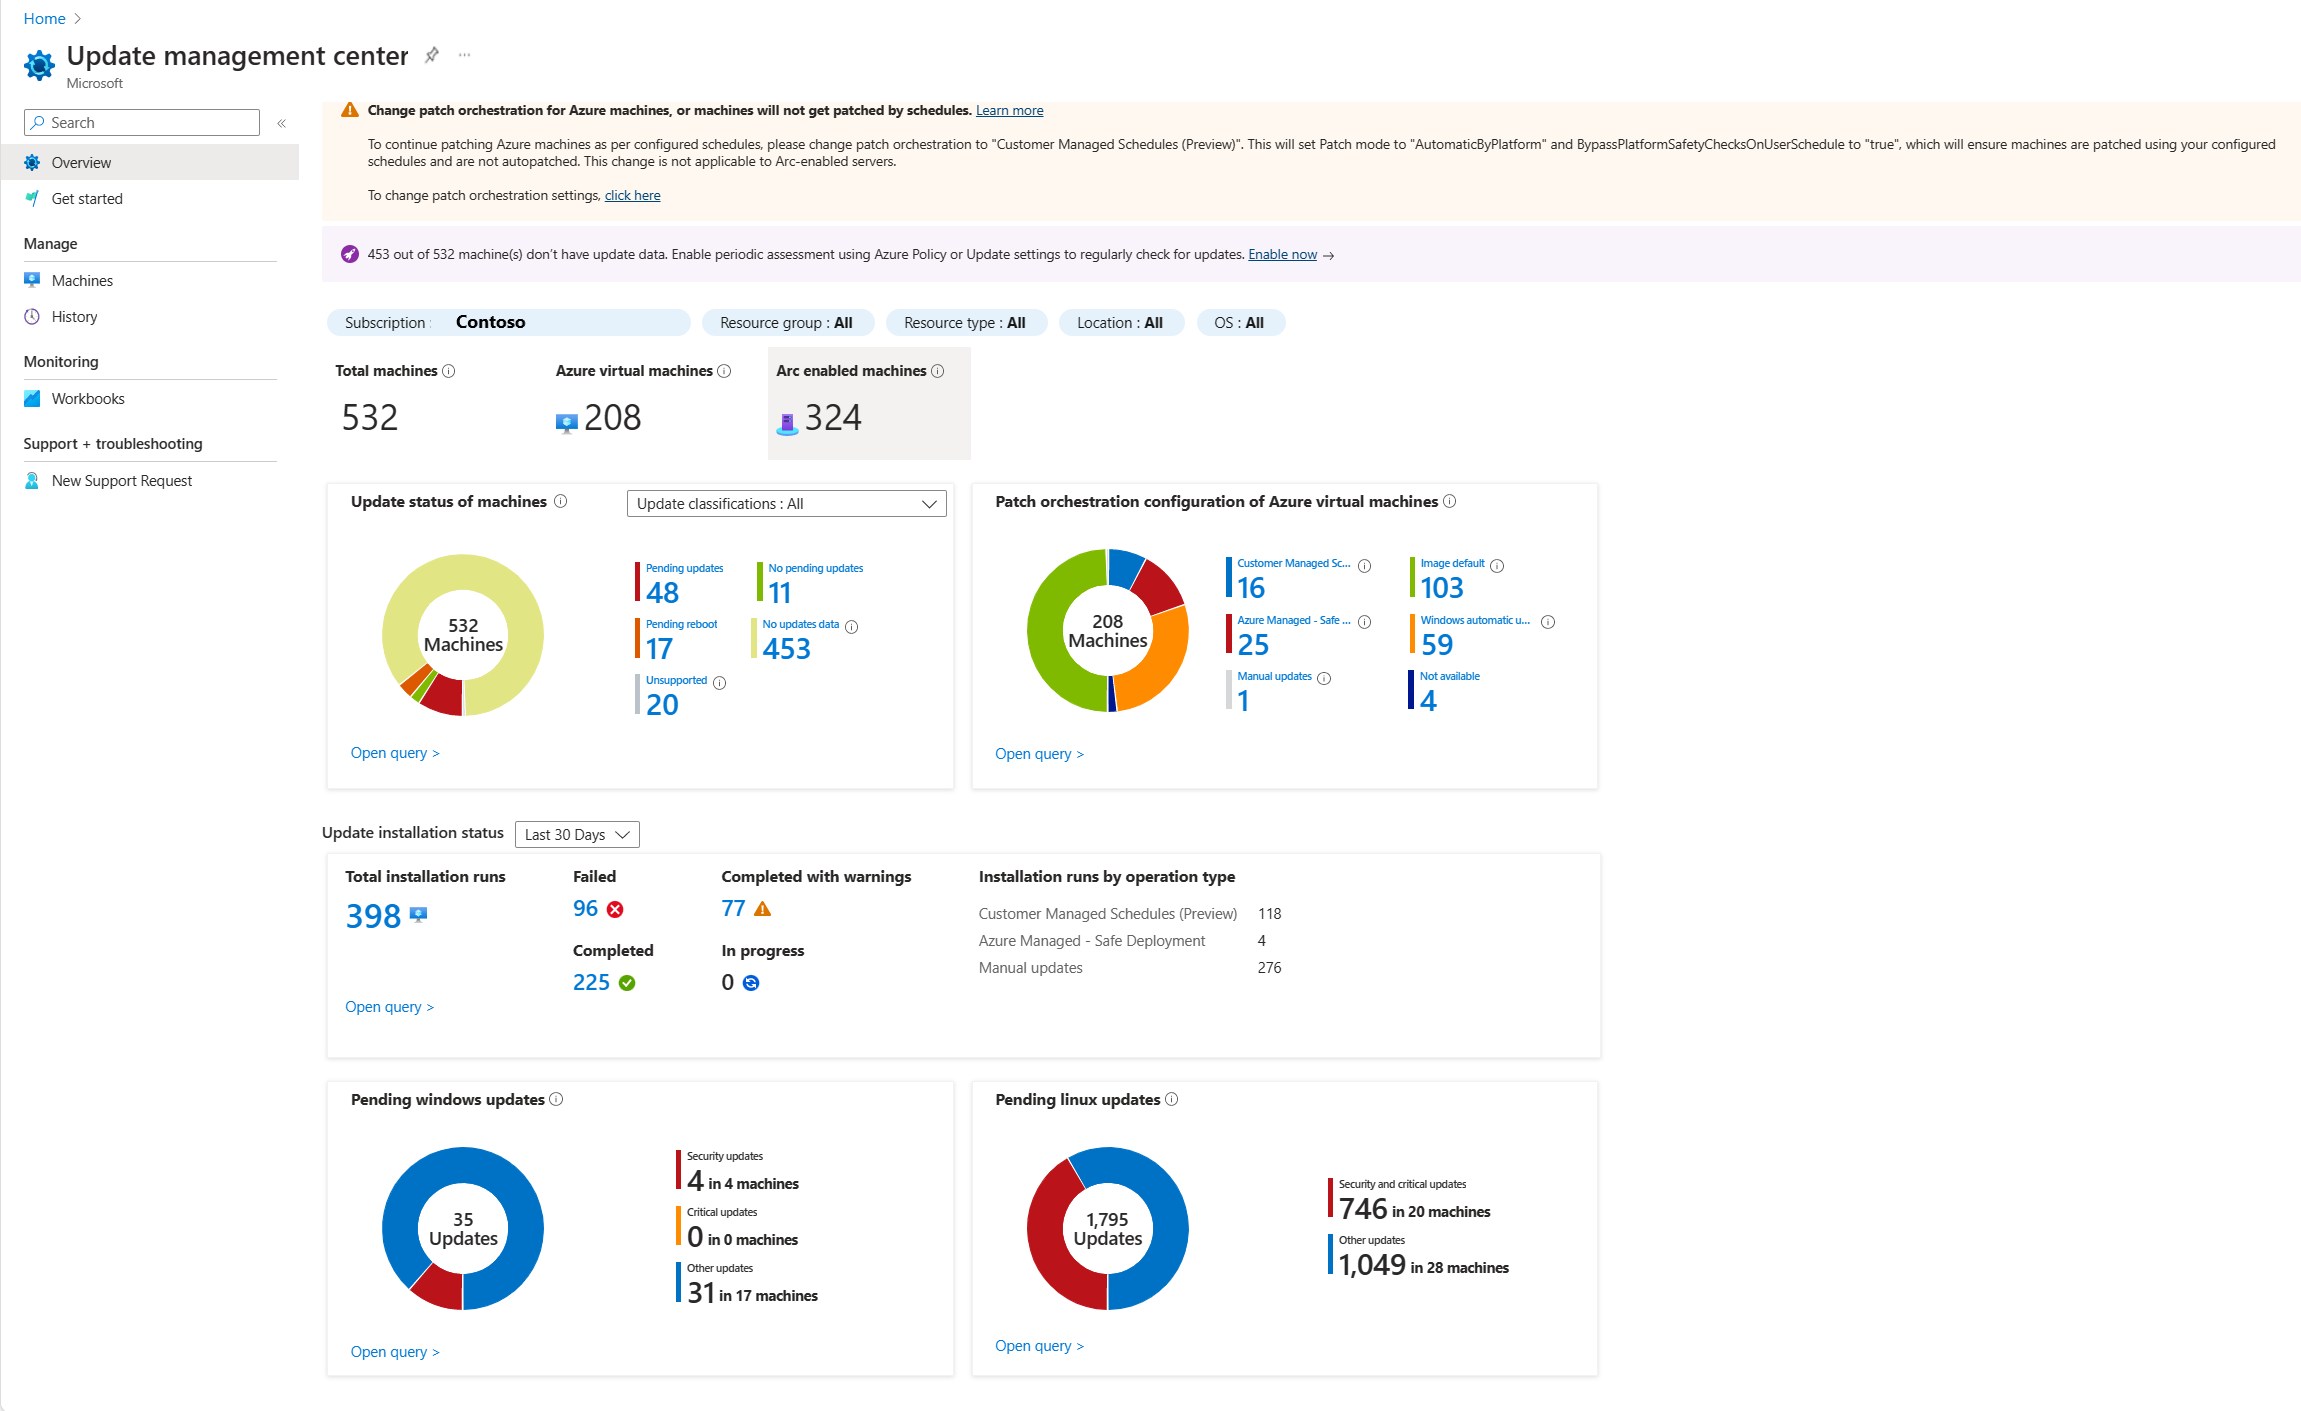 Home >
Update management center
Microsoft
Search
«
Overview
Get started
Manage
Machines
History
Monitoring
Workbooks
Support + troubleshooting
New Support Request
Change patch orchestration for Azure machines, or machines will not get patched by schedules. Learn more
To continue patching Azure machines as per configured schedules, please change patch orchestration to "Customer Managed Schedules (Preview)". This will set Patch mode to "AutomaticByPlatform" and BypassPlatformSafetyChecksOnUserSchedule to "true", which will ensure machines are patched using your configured
schedules and are not autopatched. This change is not applicable to Arc-enabled servers.
To change patch orchestration settings, click here
453 out of 532 machine(s) don't have update data. Enable periodic assessment using Azure Policy or Update settings to regularly check for updates. Enable now →
Subscription : Contoso
Resource group : All
Resource type : All
Location : All
OS : All
Total machines
532
Azure virtual machines
208
Arc enabled machines
324
Update status of machines
Update classifications : All
532
Machines
Pending updates
48
No pending updates
11
Pending reboot
17
No updates data
453
Unsupported
20
Open query >
Patch orchestration configuration of Azure virtual machines
208
Machines
Customer Managed Sc...
16
Image default
103
Azure Managed - Safe ...
25
Windows automatic u...
59
Manual updates
1
Not available
4
Open query >
Update installation status
Last 30 Days
Total installation runs
398
Open query >
Failed
96
Completed with warnings
77
Completed
225
In progress
0
Installation runs by operation type
Customer Managed Schedules (Preview) 118
Azure Managed - Safe Deployment 4
Manual updates 276
Pending windows updates
35
Updates
Security updates
4 in 4 machines
Critical updates
0 in 0 machines
Other updates
31 in 17 machines
Open query >
Pending linux updates
1,795
Updates
Security and critical updates
746 in 20 machines
Other updates
1,049 in 28 machines
Open query >